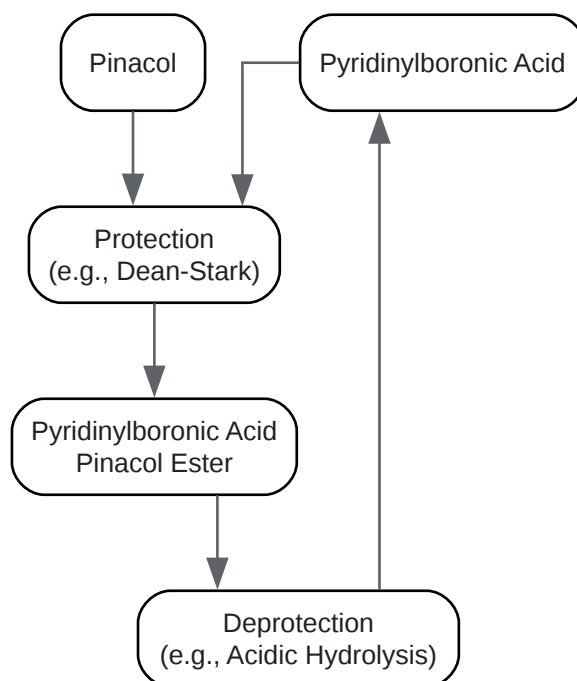 Pinacol
Pyridinylboronic Acid
Protection
(e.g., Dean-Stark)
Pyridinylboronic Acid
Pinacol Ester
Deprotection
(e.g., Acidic Hydrolysis)